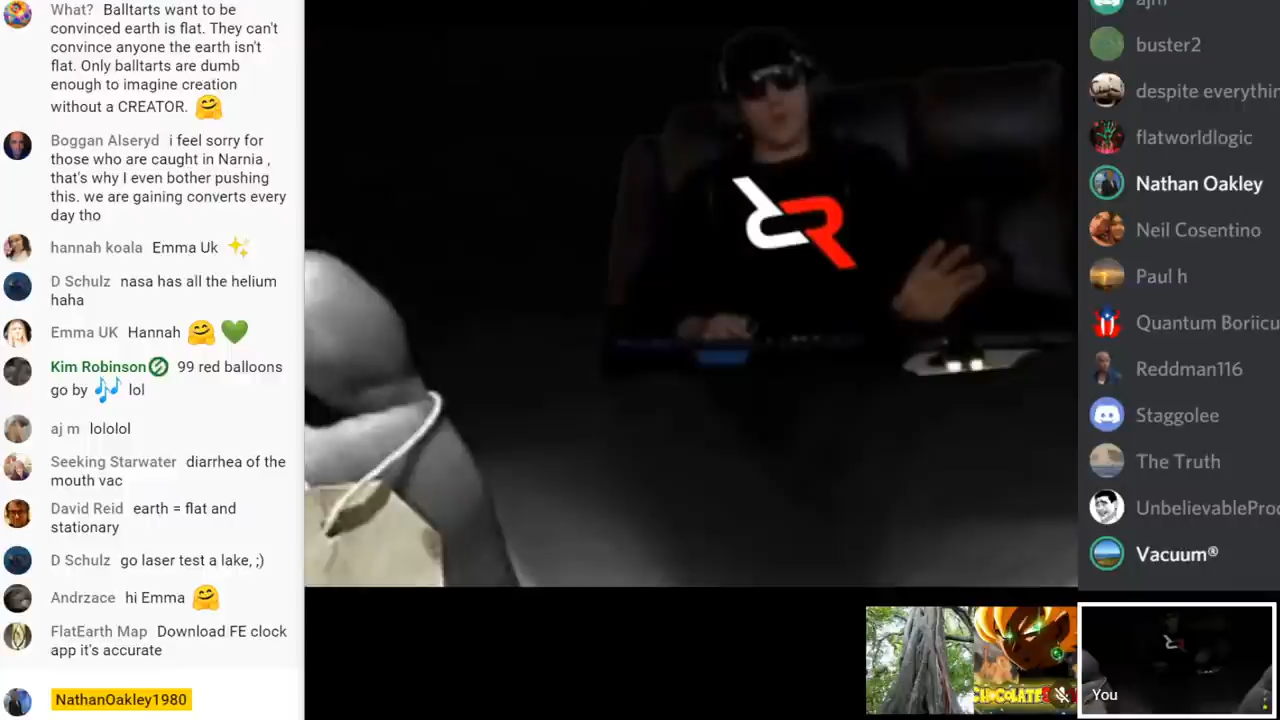 What? Balltarts want to be
convinced earth is flat. They can't
convince anyone the earth isn't
flat. Only balltarts are dumb
enough to imagine creation
without a CREATOR. 🤗
Boggan Alseryd i feel sorry for
those who are caught in Narnia ,
that's why I even bother pushing
this. we are gaining converts every
day tho
hannah koala Emma Uk ✨
D Schulz nasa has all the helium
haha
Emma UK Hannah 🤗 💚
Kim Robinson 99 red balloons
go by 🎶 lol
aj m lololol
Seeking Starwater diarrhea of the
mouth vac
David Reid earth = flat and
stationary
D Schulz go laser test a lake, ;)
Andrzace hi Emma 🤗
FlatEarth Map Download FE clock
app it's accurate
NathanOakley1980
R
ajm
buster2
despite everythin
flatworldlogic
Nathan Oakley
Neil Cosentino
Paul h
Quantum Boriicu
Reddman116
Staggolee
The Truth
UnbelievablePro
Vacuum®
You